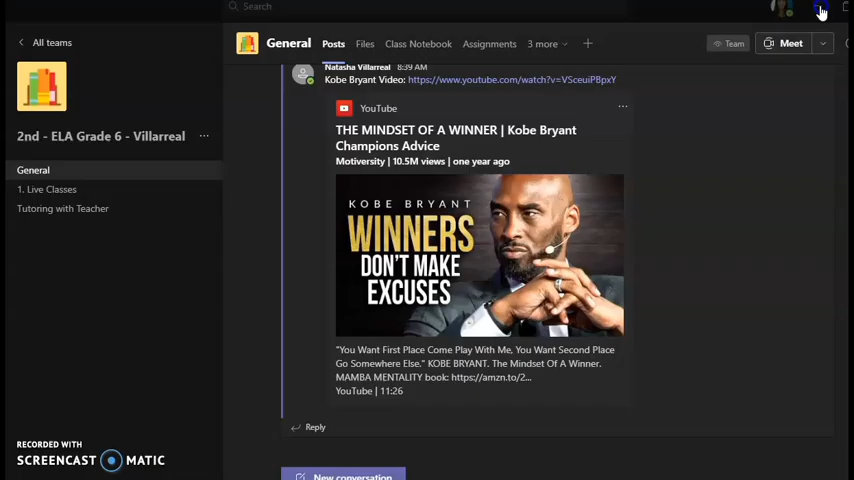 Search
All teams
General Posts Files Class Notebook Assignments 3 more
Team
Meet
2nd - ELA Grade 6 - Villarreal ...
General
1. Live Classes
Tutoring with Teacher
Natasha Villarreal 8:39 AM
Kobe Bryant Video: https://www.youtube.com/watch?v=VSceuiPBpxY
YouTube
THE MINDSET OF A WINNER | Kobe Bryant
Champions Advice
Motiversity | 10.5M views | one year ago
KOBE BRYANT
WINNERS
DON'T MAKE
EXCUSES
"You Want First Place Come Play With Me, You Want Second Place
Go Somewhere Else." KOBE BRYANT. The Mindset Of A Winner.
MAMBA MENTALITY book: https://amzn.to/2...
YouTube | 11:26
Reply
New conversation
RECORDED WITH
SCREENCAST MATIC